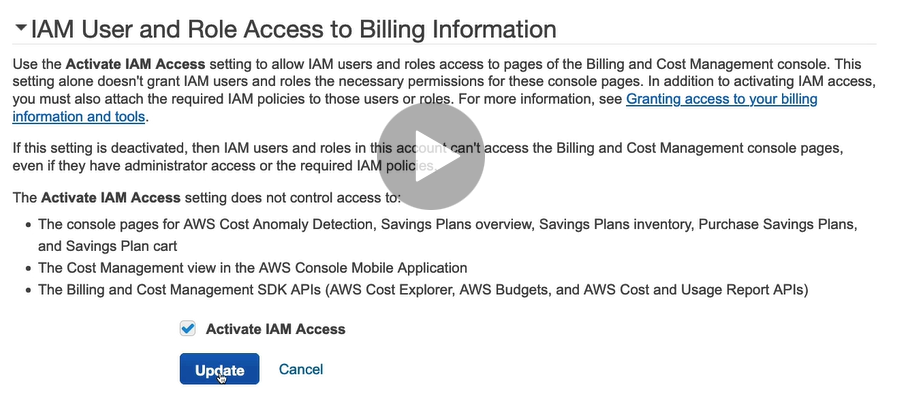 IAM User and Role Access to Billing Information
Use the Activate IAM Access setting to allow IAM users and roles access to pages of the Billing and Cost Management console. This
setting alone doesn't grant IAM users and roles the necessary permissions for these console pages. In addition to activating IAM access,
you must also attach the required IAM policies to those users or roles. For more information, see Granting access to your billing
information and tools.
If this setting is deactivated, then IAM users and roles in this account can't access the Billing and Cost Management console pages,
even if they have administrator access or the required IAM policies.
The Activate IAM Access setting does not control access to:
• The console pages for AWS Cost Anomaly Detection, Savings Plans overview, Savings Plans inventory, Purchase Savings Plans,
and Savings Plan cart
• The Cost Management view in the AWS Console Mobile Application
• The Billing and Cost Management SDK APIs (AWS Cost Explorer, AWS Budgets, and AWS Cost and Usage Report APIs)
Activate IAM Access
Update Cancel